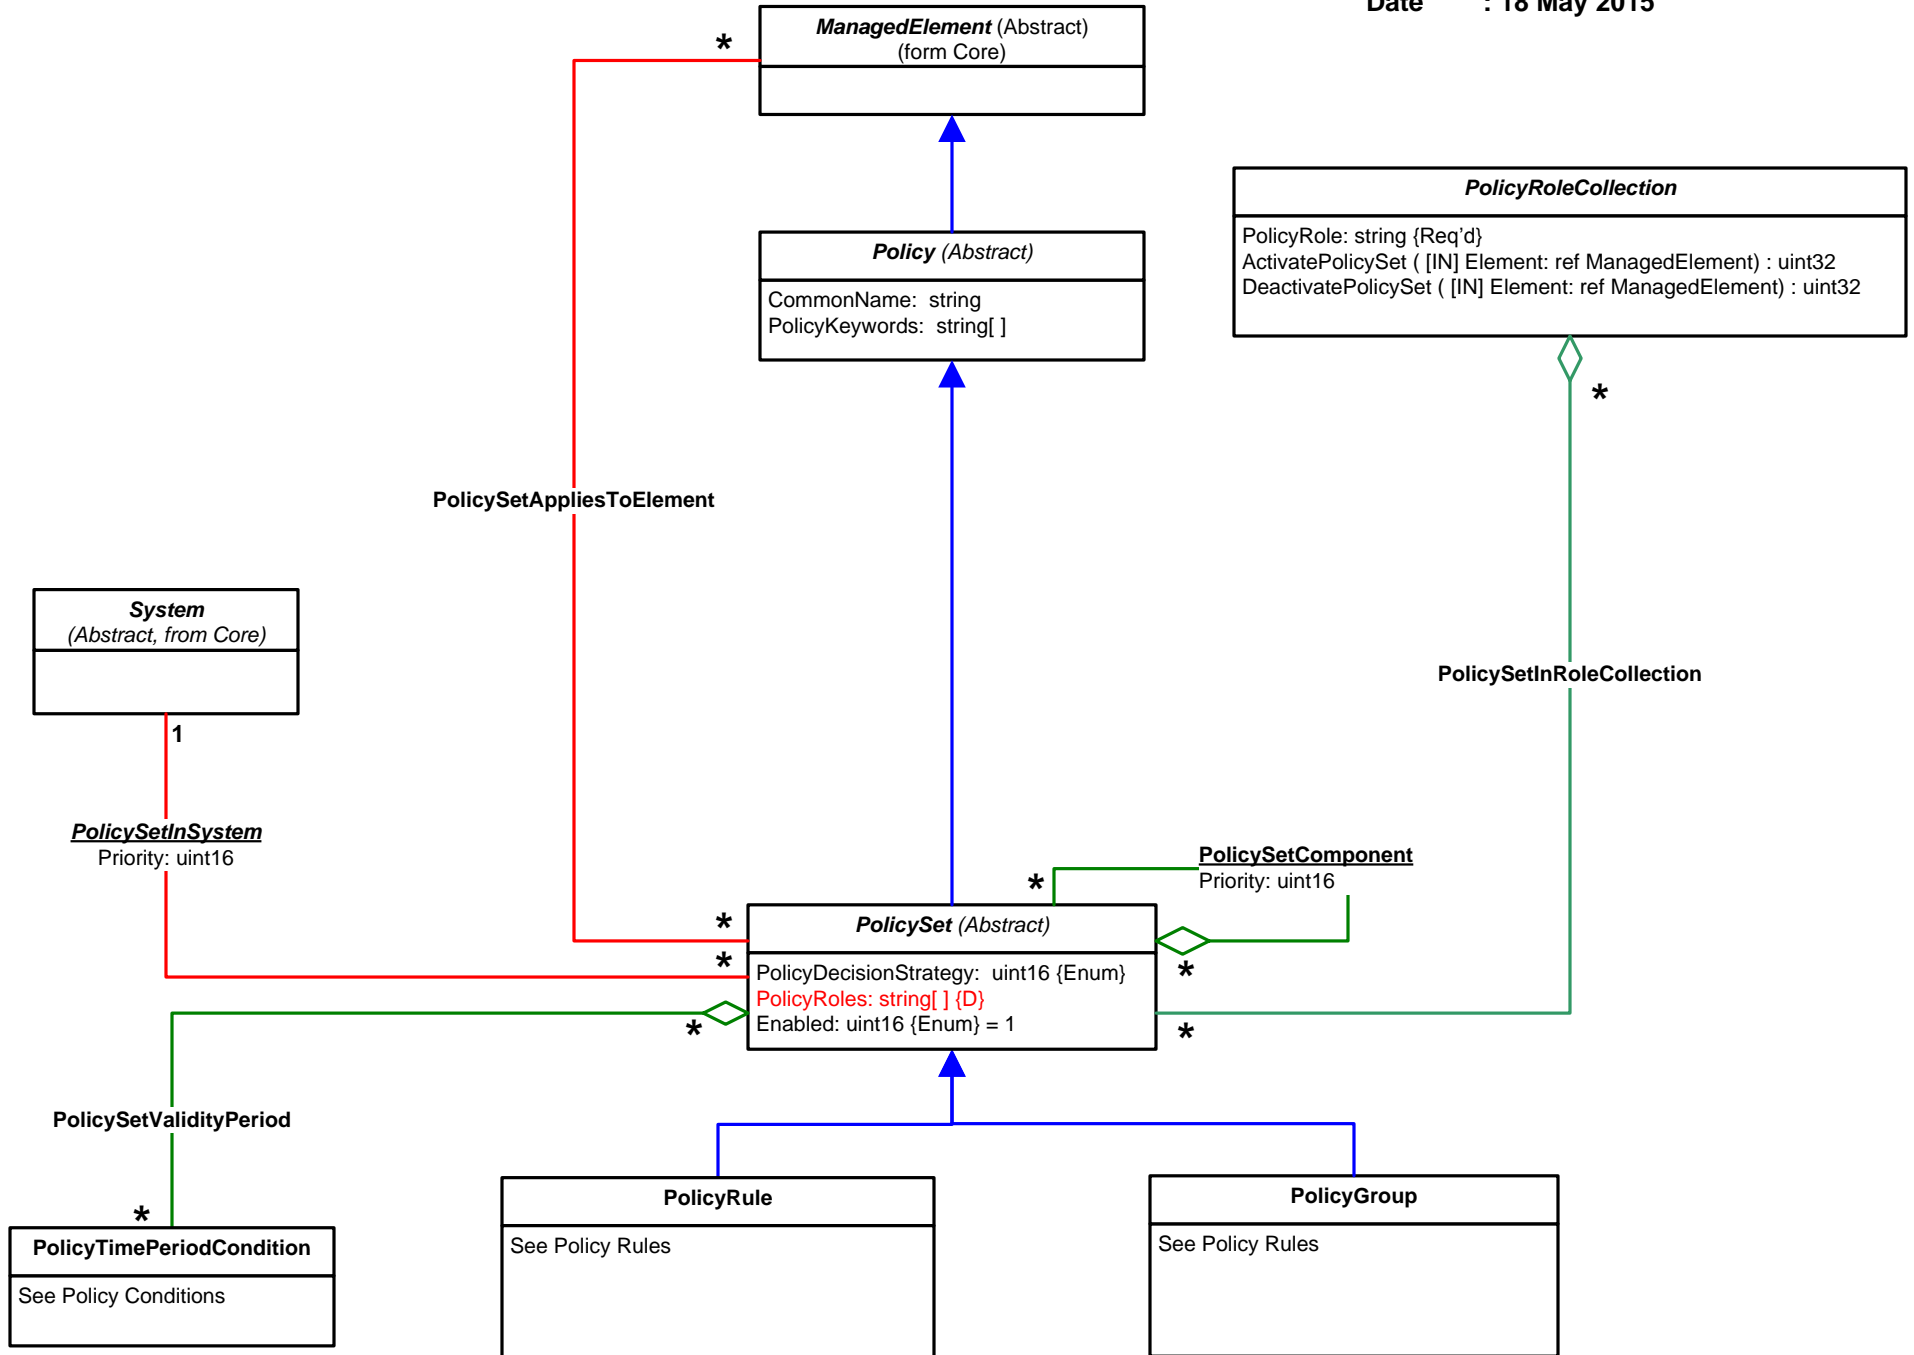 Date : 18 May 2015
ManagedElement (Abstract)
(form Core)
*
PolicyRoleCollection
PolicyRole: string {Req'd}
ActivatePolicySet ( [IN] Element: ref ManagedElement) : uint32
DeactivatePolicySet ( [IN] Element: ref ManagedElement) : uint32
Policy (Abstract)
CommonName: string
PolicyKeywords: string[ ]
*
PolicySetAppliesToElement
System
(Abstract, from Core)
1
PolicySetInRoleCollection
PolicySetInSystem
Priority: uint16
PolicySetComponent
Priority: uint16
*
*
*
PolicySet (Abstract)
PolicyDecisionStrategy: uint16 {Enum}
PolicyRoles: string[ ] {D}
Enabled: uint16 {Enum} = 1
*
*
*
PolicySetValidityPeriod
*
PolicyTimePeriodCondition
See Policy Conditions
PolicyRule
See Policy Rules
PolicyGroup
See Policy Rules